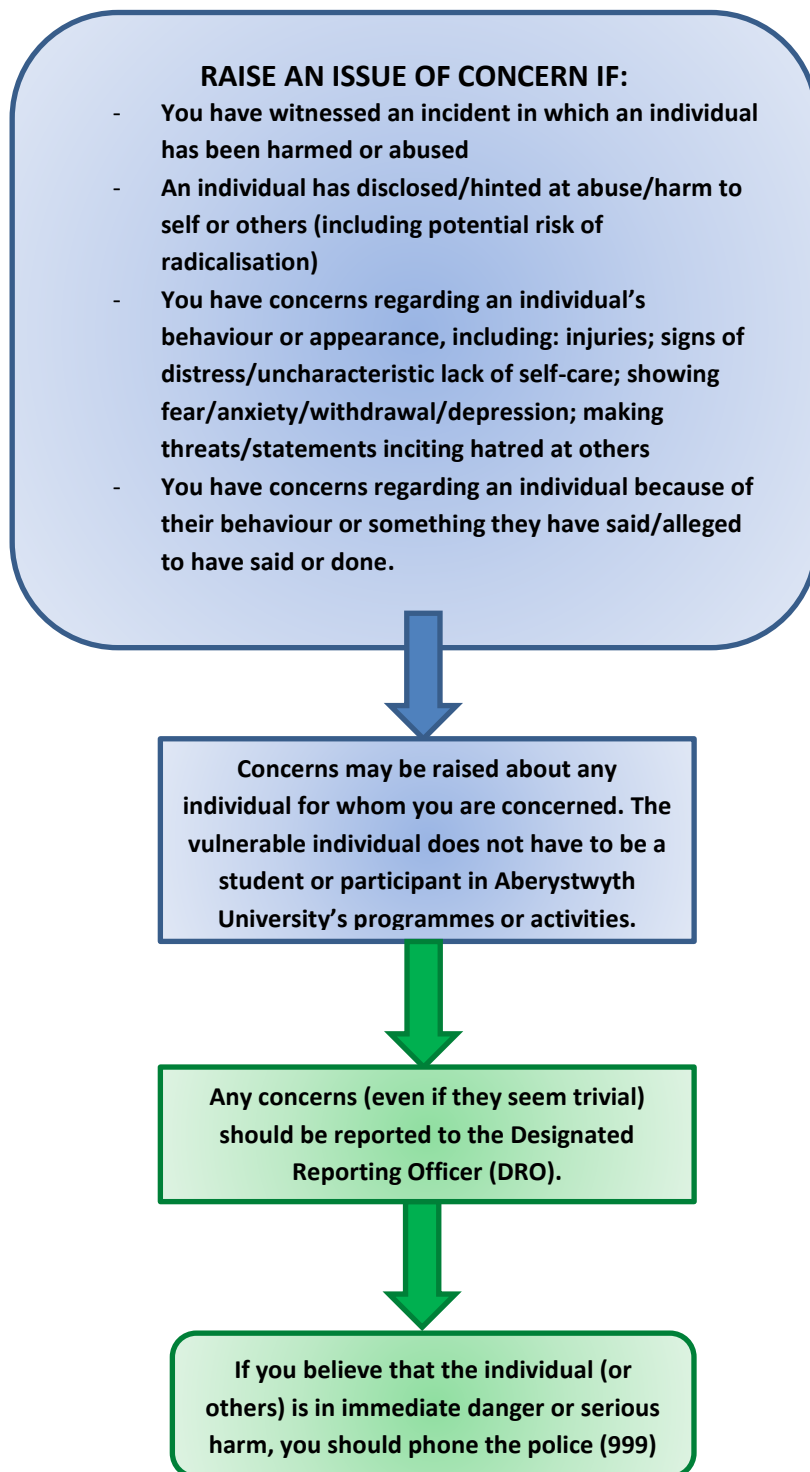 RAISE AN ISSUE OF CONCERN IF:
- You have witnessed an incident in which an individual
has been harmed or abused
- An individual has disclosed/hinted at abuse/harm to
self or others (including potential risk of
radicalisation)
- You have concerns regarding an individual’s
behaviour or appearance, including: injuries; signs of
distress/uncharacteristic lack of self-care; showing
fear/anxiety/withdrawal/depression; making
threats/statements inciting hatred at others
- You have concerns regarding an individual because of
their behaviour or something they have said/alleged
to have said or done.
Concerns may be raised about any
individual for whom you are concerned. The
vulnerable individual does not have to be a
student or participant in Aberystwyth
University’s programmes or activities.
Any concerns (even if they seem trivial)
should be reported to the Designated
Reporting Officer (DRO).
If you believe that the individual (or
others) is in immediate danger or serious
harm, you should phone the police (999)